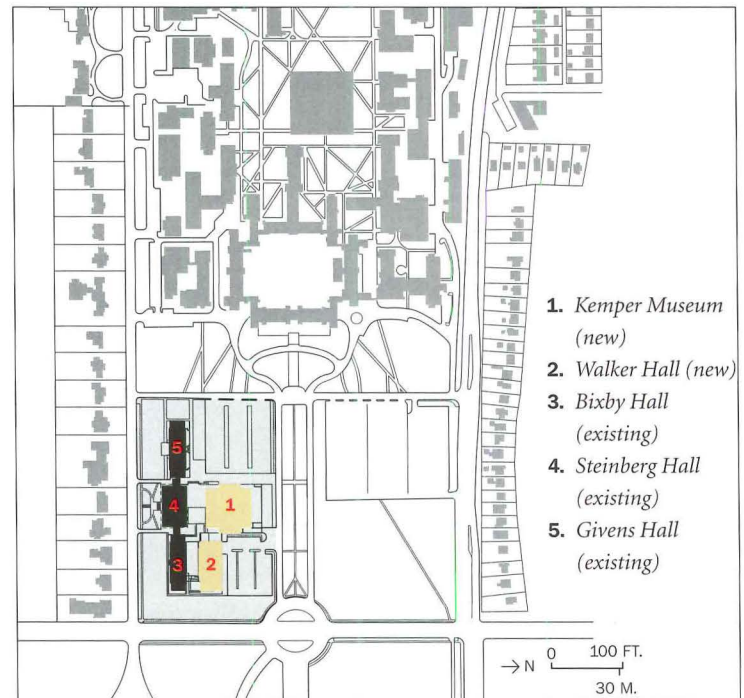 1. Kemper Museum
(new)
2. Walker Hall (new)
3. Bixby Hall
(existing)
4. Steinberg Hall
(existing)
5. Givens Hall
(existing)
5
4
1
3
2
→N
0 100 FT.
30 M.